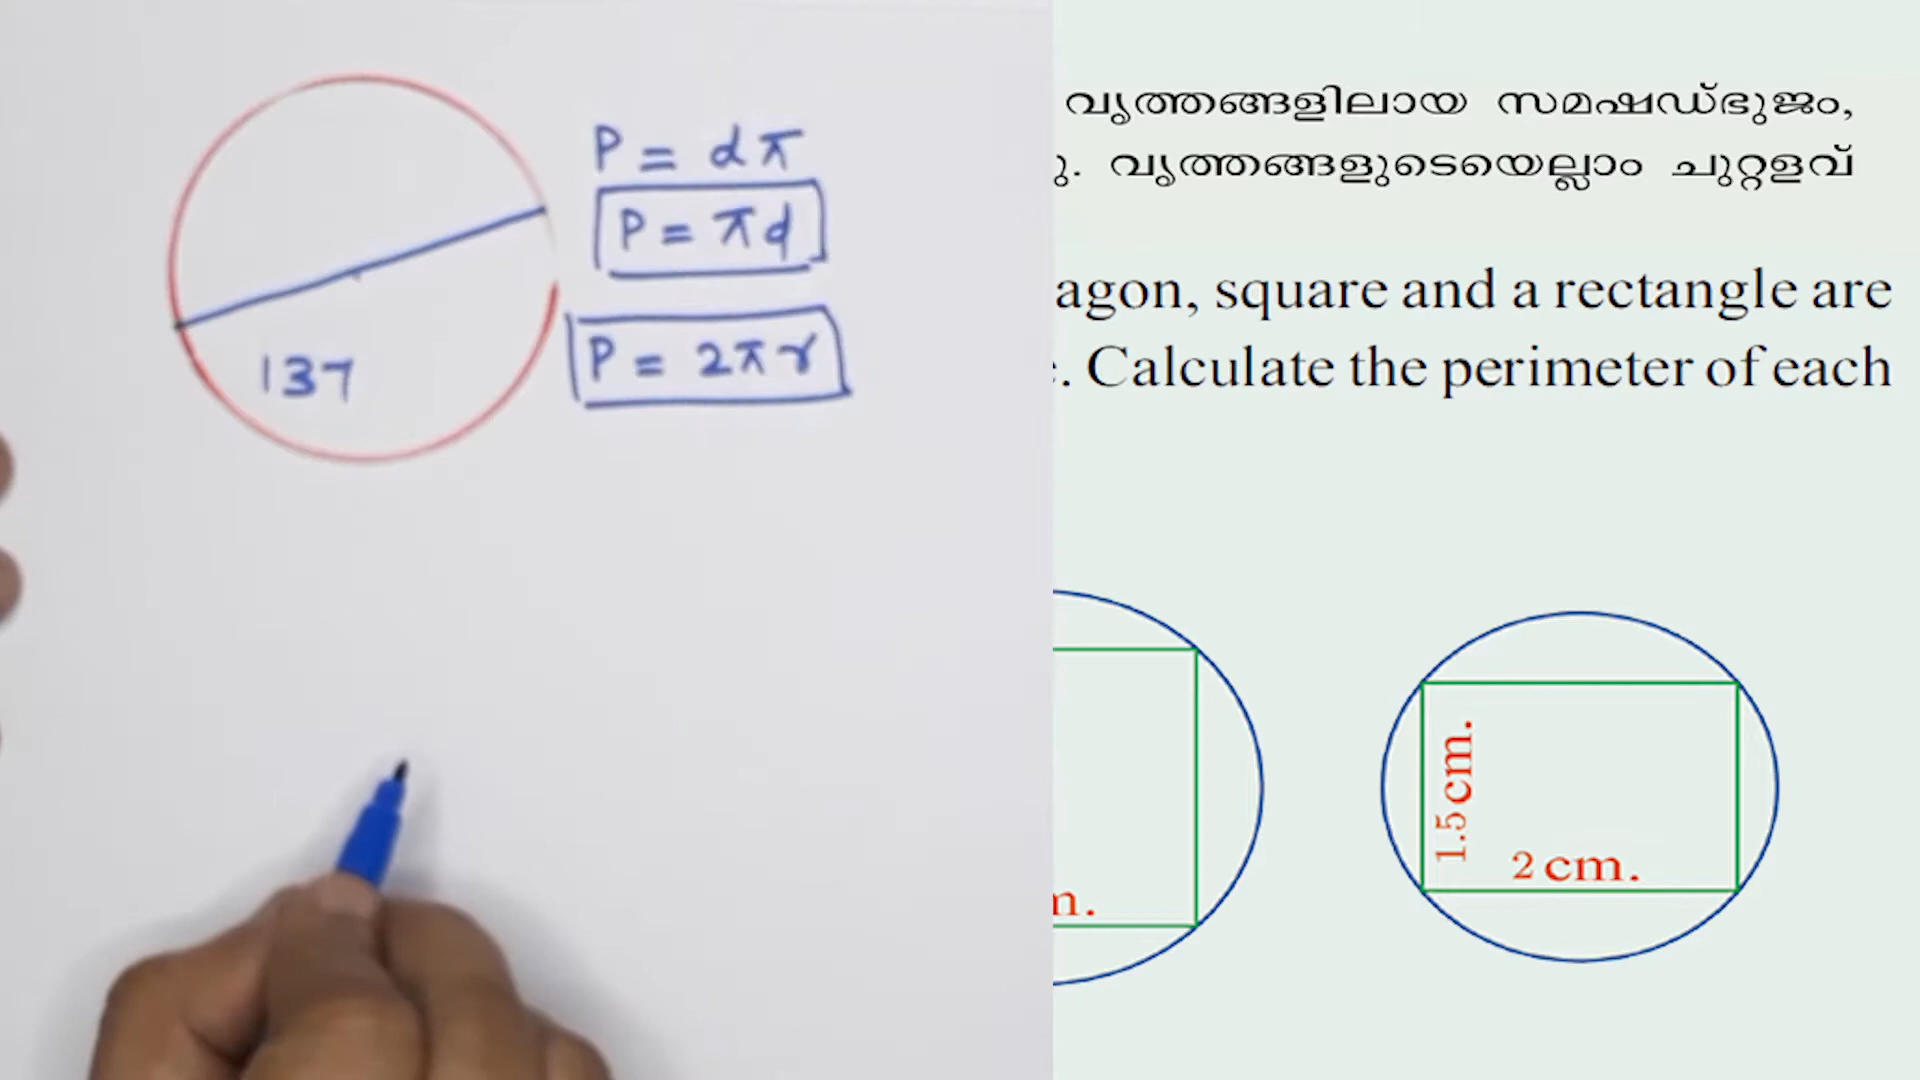 P = dπ
P = πd
P = 2πr
137
വൃത്തങ്ങളിലായ സമഷഡ്ഭുജം,
വൃത്തങ്ങളുടെയെല്ലാം ചുറ്റളവ്
agon, square and a rectangle are
. Calculate the perimeter of each
m.
1.5 cm.
2 cm.